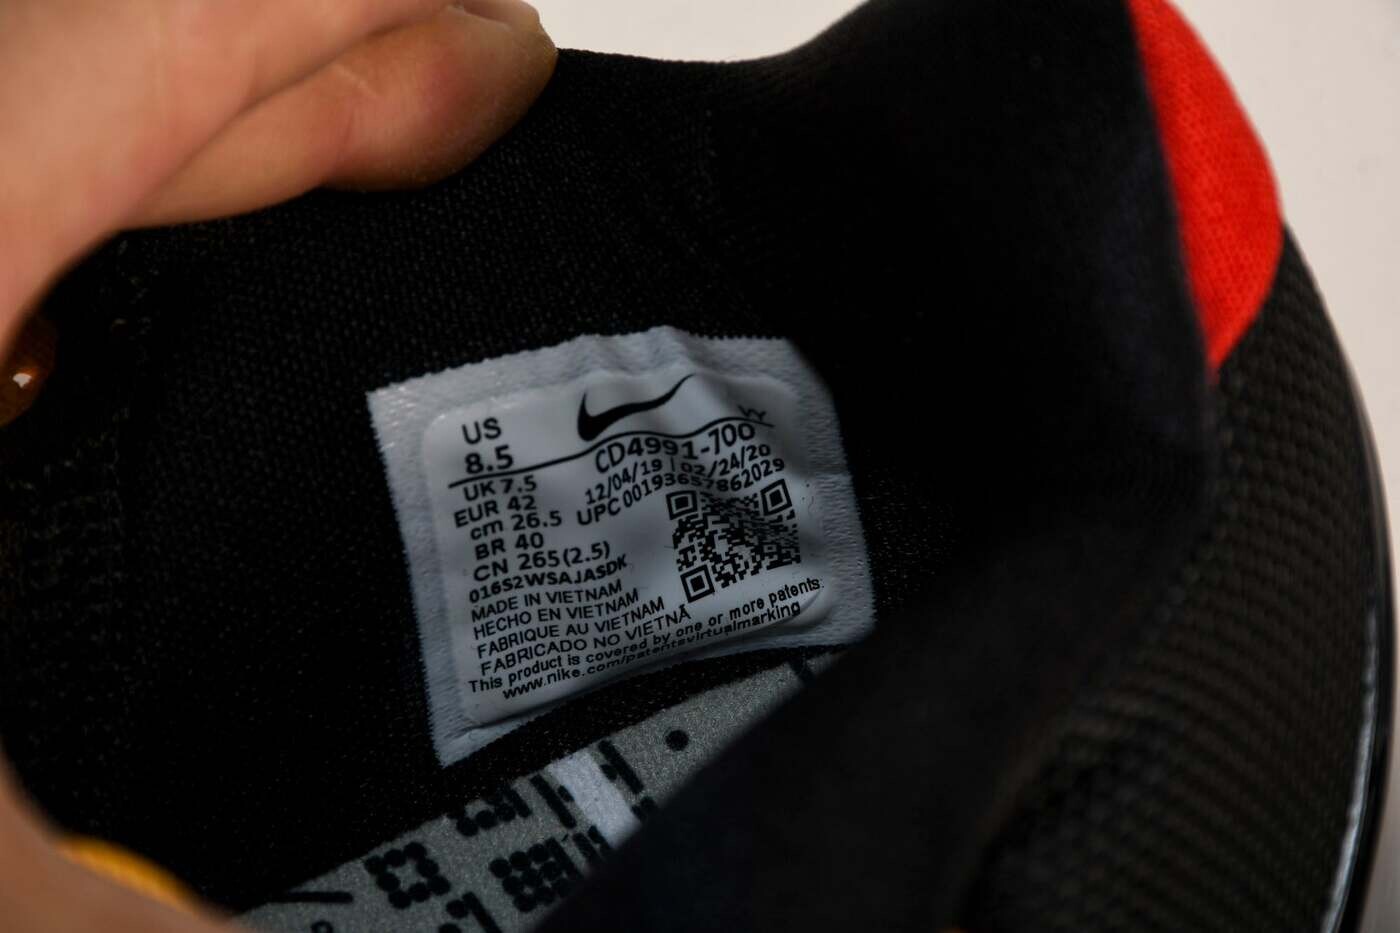 US
8.5
UK 7.5
EUR 42
cm 26.5
BR 40
CN 265(2.5)
016S2WSAJASDK
VY
CD4991-700
12/04/19 | 02/24/20
UPC 00193657862029
MADE IN VIETNAM
HECHO EN VIETNAM
FABRIQUE AU VIETNAM
FABRICADO NO VIETNÃ
This product is covered by one or more patents.
www.nike.com/patentsvirtualmarking